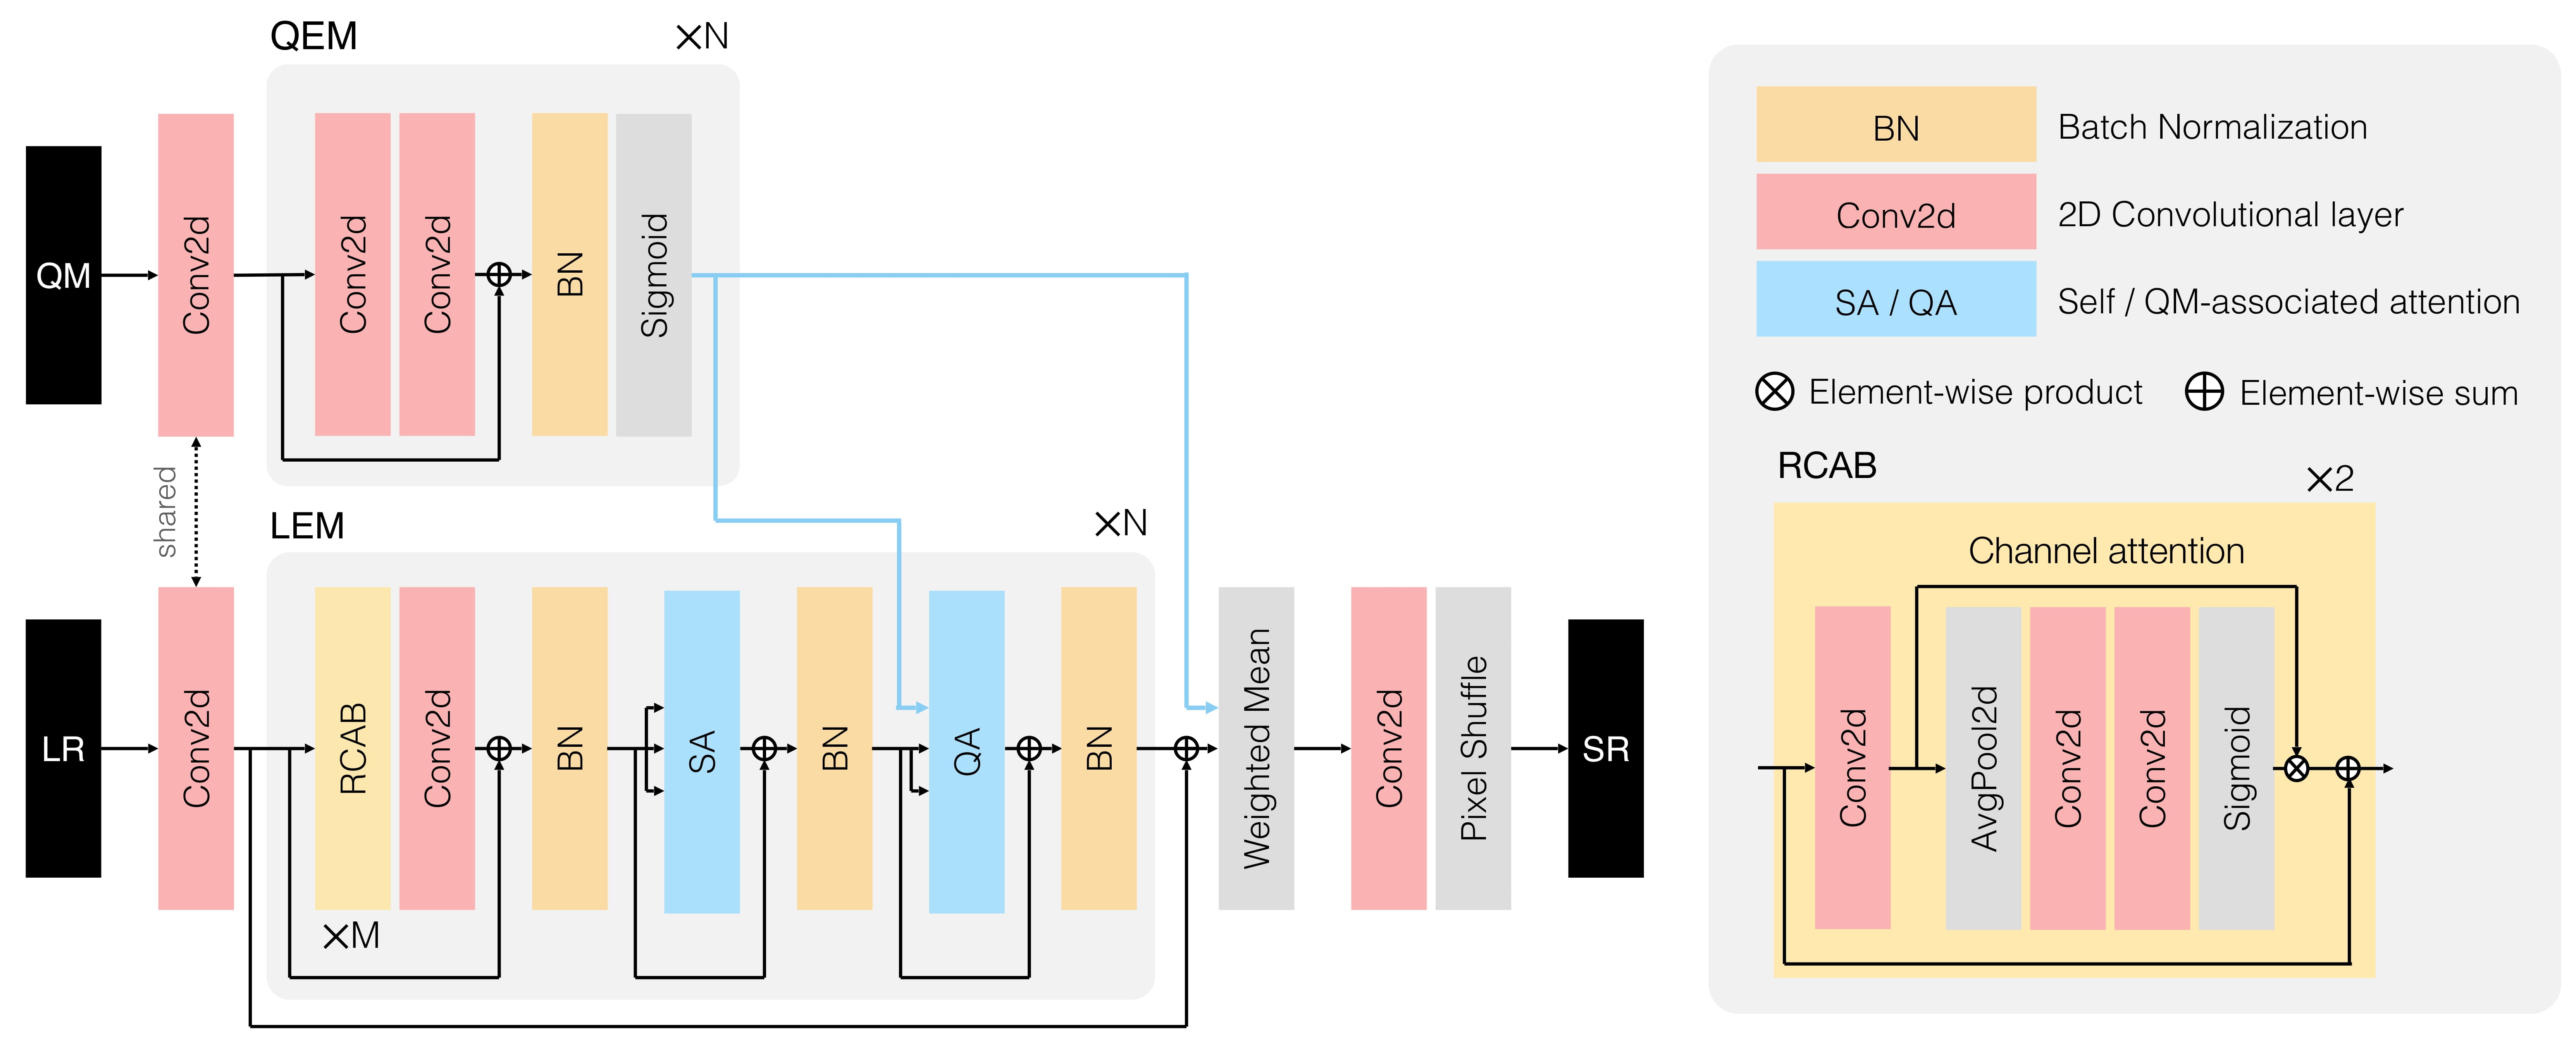 QEM
×N
QM
Conv2d
Conv2d
Conv2d
BN
Sigmoid
shared
LEM
×N
LR
Conv2d
RCAB
×M
Conv2d
BN
SA
BN
QA
BN
Weighted Mean
Conv2d
Pixel Shuffle
SR
BN
Batch Normalization
Conv2d
2D Convolutional layer
SA / QA
Self / QM-associated attention
⊗ Element-wise product
⊕ Element-wise sum
RCAB
×2
Channel attention
Conv2d
AvgPool2d
Conv2d
Conv2d
Sigmoid